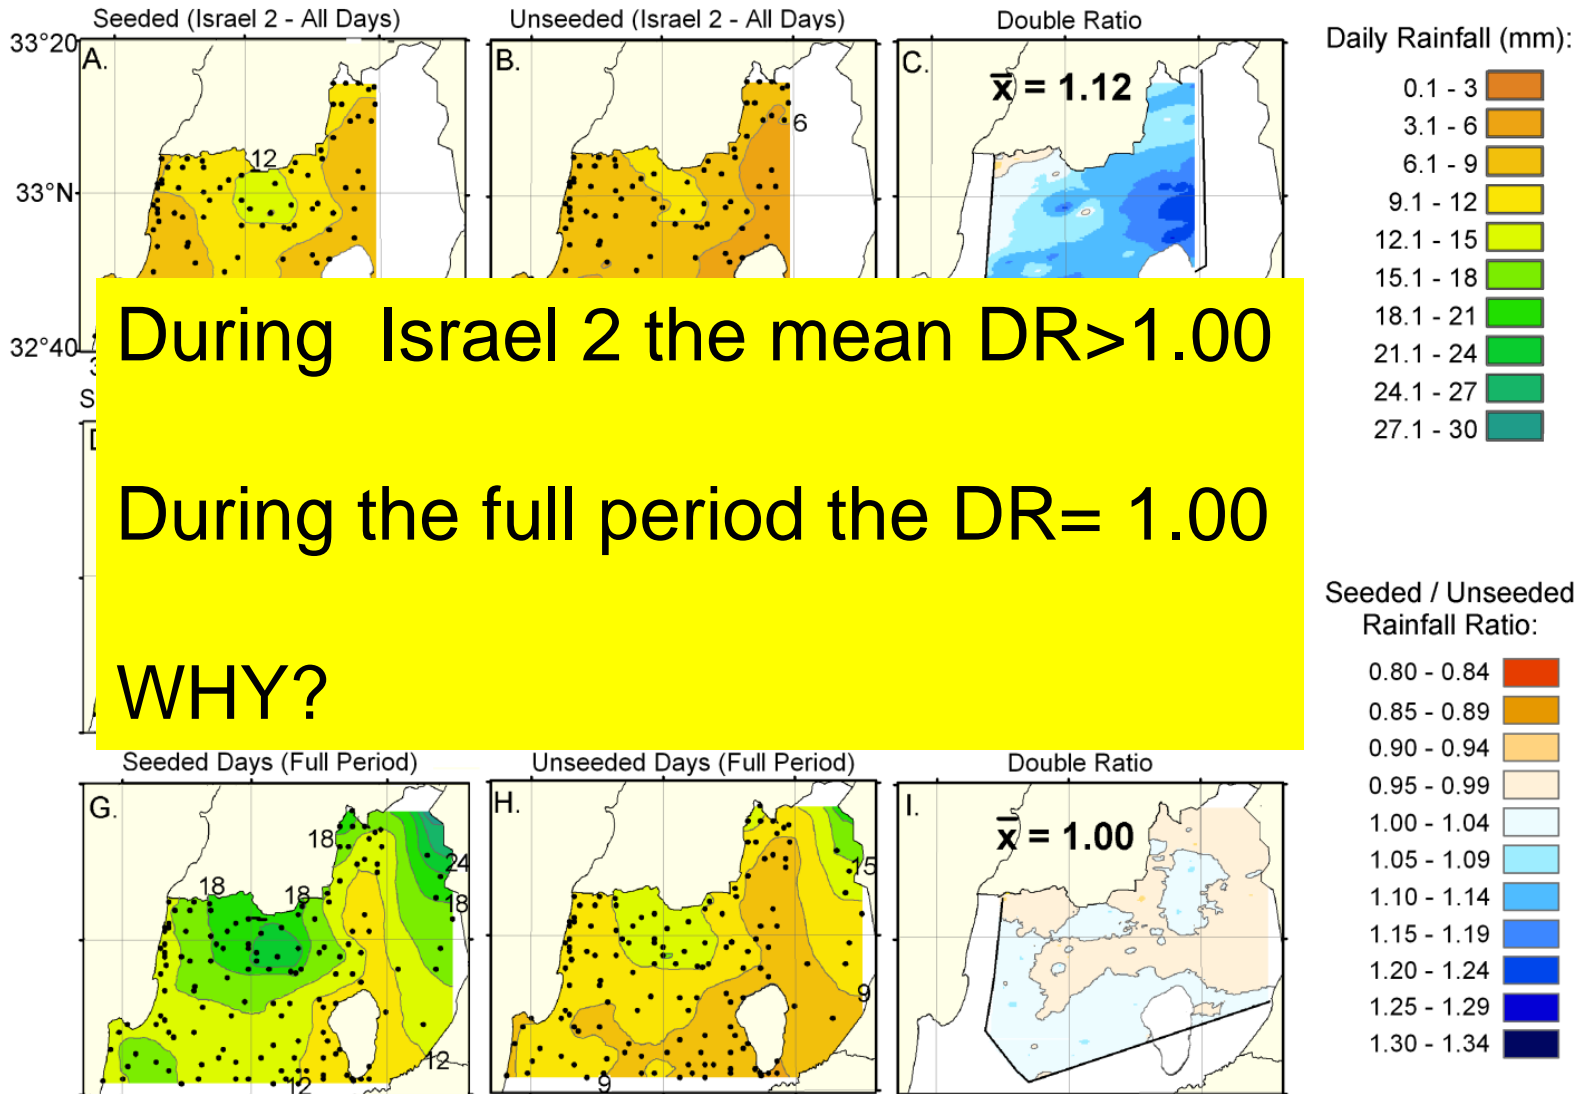 Seeded (Israel 2 - All Days)
Unseeded (Israel 2 - All Days)
Double Ratio
33°20
33°N
32°40
A.
12
B.
6
C.
x̅ = 1.12
Daily Rainfall (mm):
0.1 - 3
3.1 - 6
6.1 - 9
9.1 - 12
12.1 - 15
15.1 - 18
18.1 - 21
21.1 - 24
24.1 - 27
27.1 - 30
During Israel 2 the mean DR>1.00
During the full period the DR= 1.00
WHY?
S
Seeded / Unseeded
Rainfall Ratio:
0.80 - 0.84
0.85 - 0.89
0.90 - 0.94
0.95 - 0.99
1.00 - 1.04
1.05 - 1.09
1.10 - 1.14
1.15 - 1.19
1.20 - 1.24
1.25 - 1.29
1.30 - 1.34
Seeded Days (Full Period)
Unseeded Days (Full Period)
Double Ratio
G.
18
18
18
24
18
12
12
H.
15
9
9
I.
x̅ = 1.00